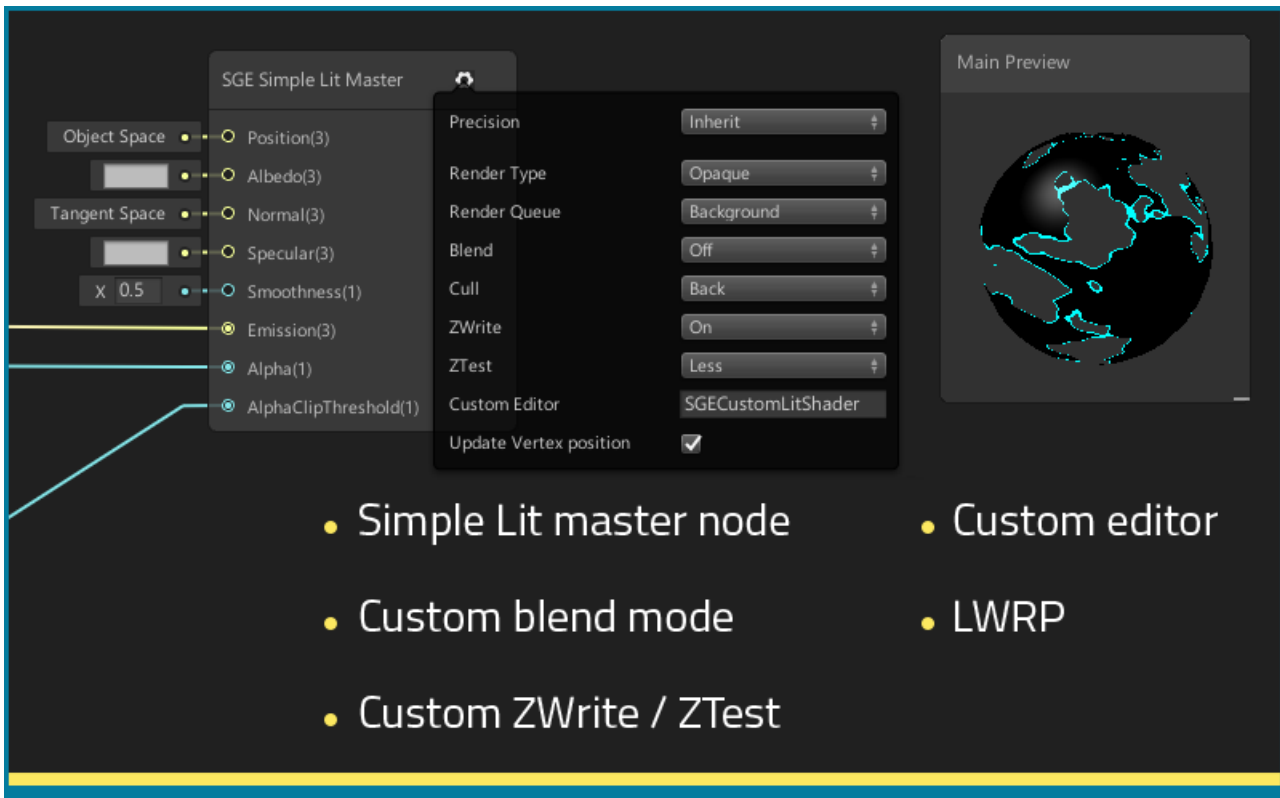 SGE Simple Lit Master
Object Space
Position(3)
Albedo(3)
Tangent Space
Normal(3)
Specular(3)
X 0.5
Smoothness(1)
Emission(3)
Alpha(1)
AlphaClipThreshold(1)
Precision Inherit
Render Type Opaque
Render Queue Background
Blend Off
Cull Back
ZWrite On
ZTest Less
Custom Editor SGECustomLitShader
Update Vertex position
Main Preview
• Simple Lit master node
• Custom blend mode
• Custom ZWrite / ZTest
• Custom editor
• LWRP